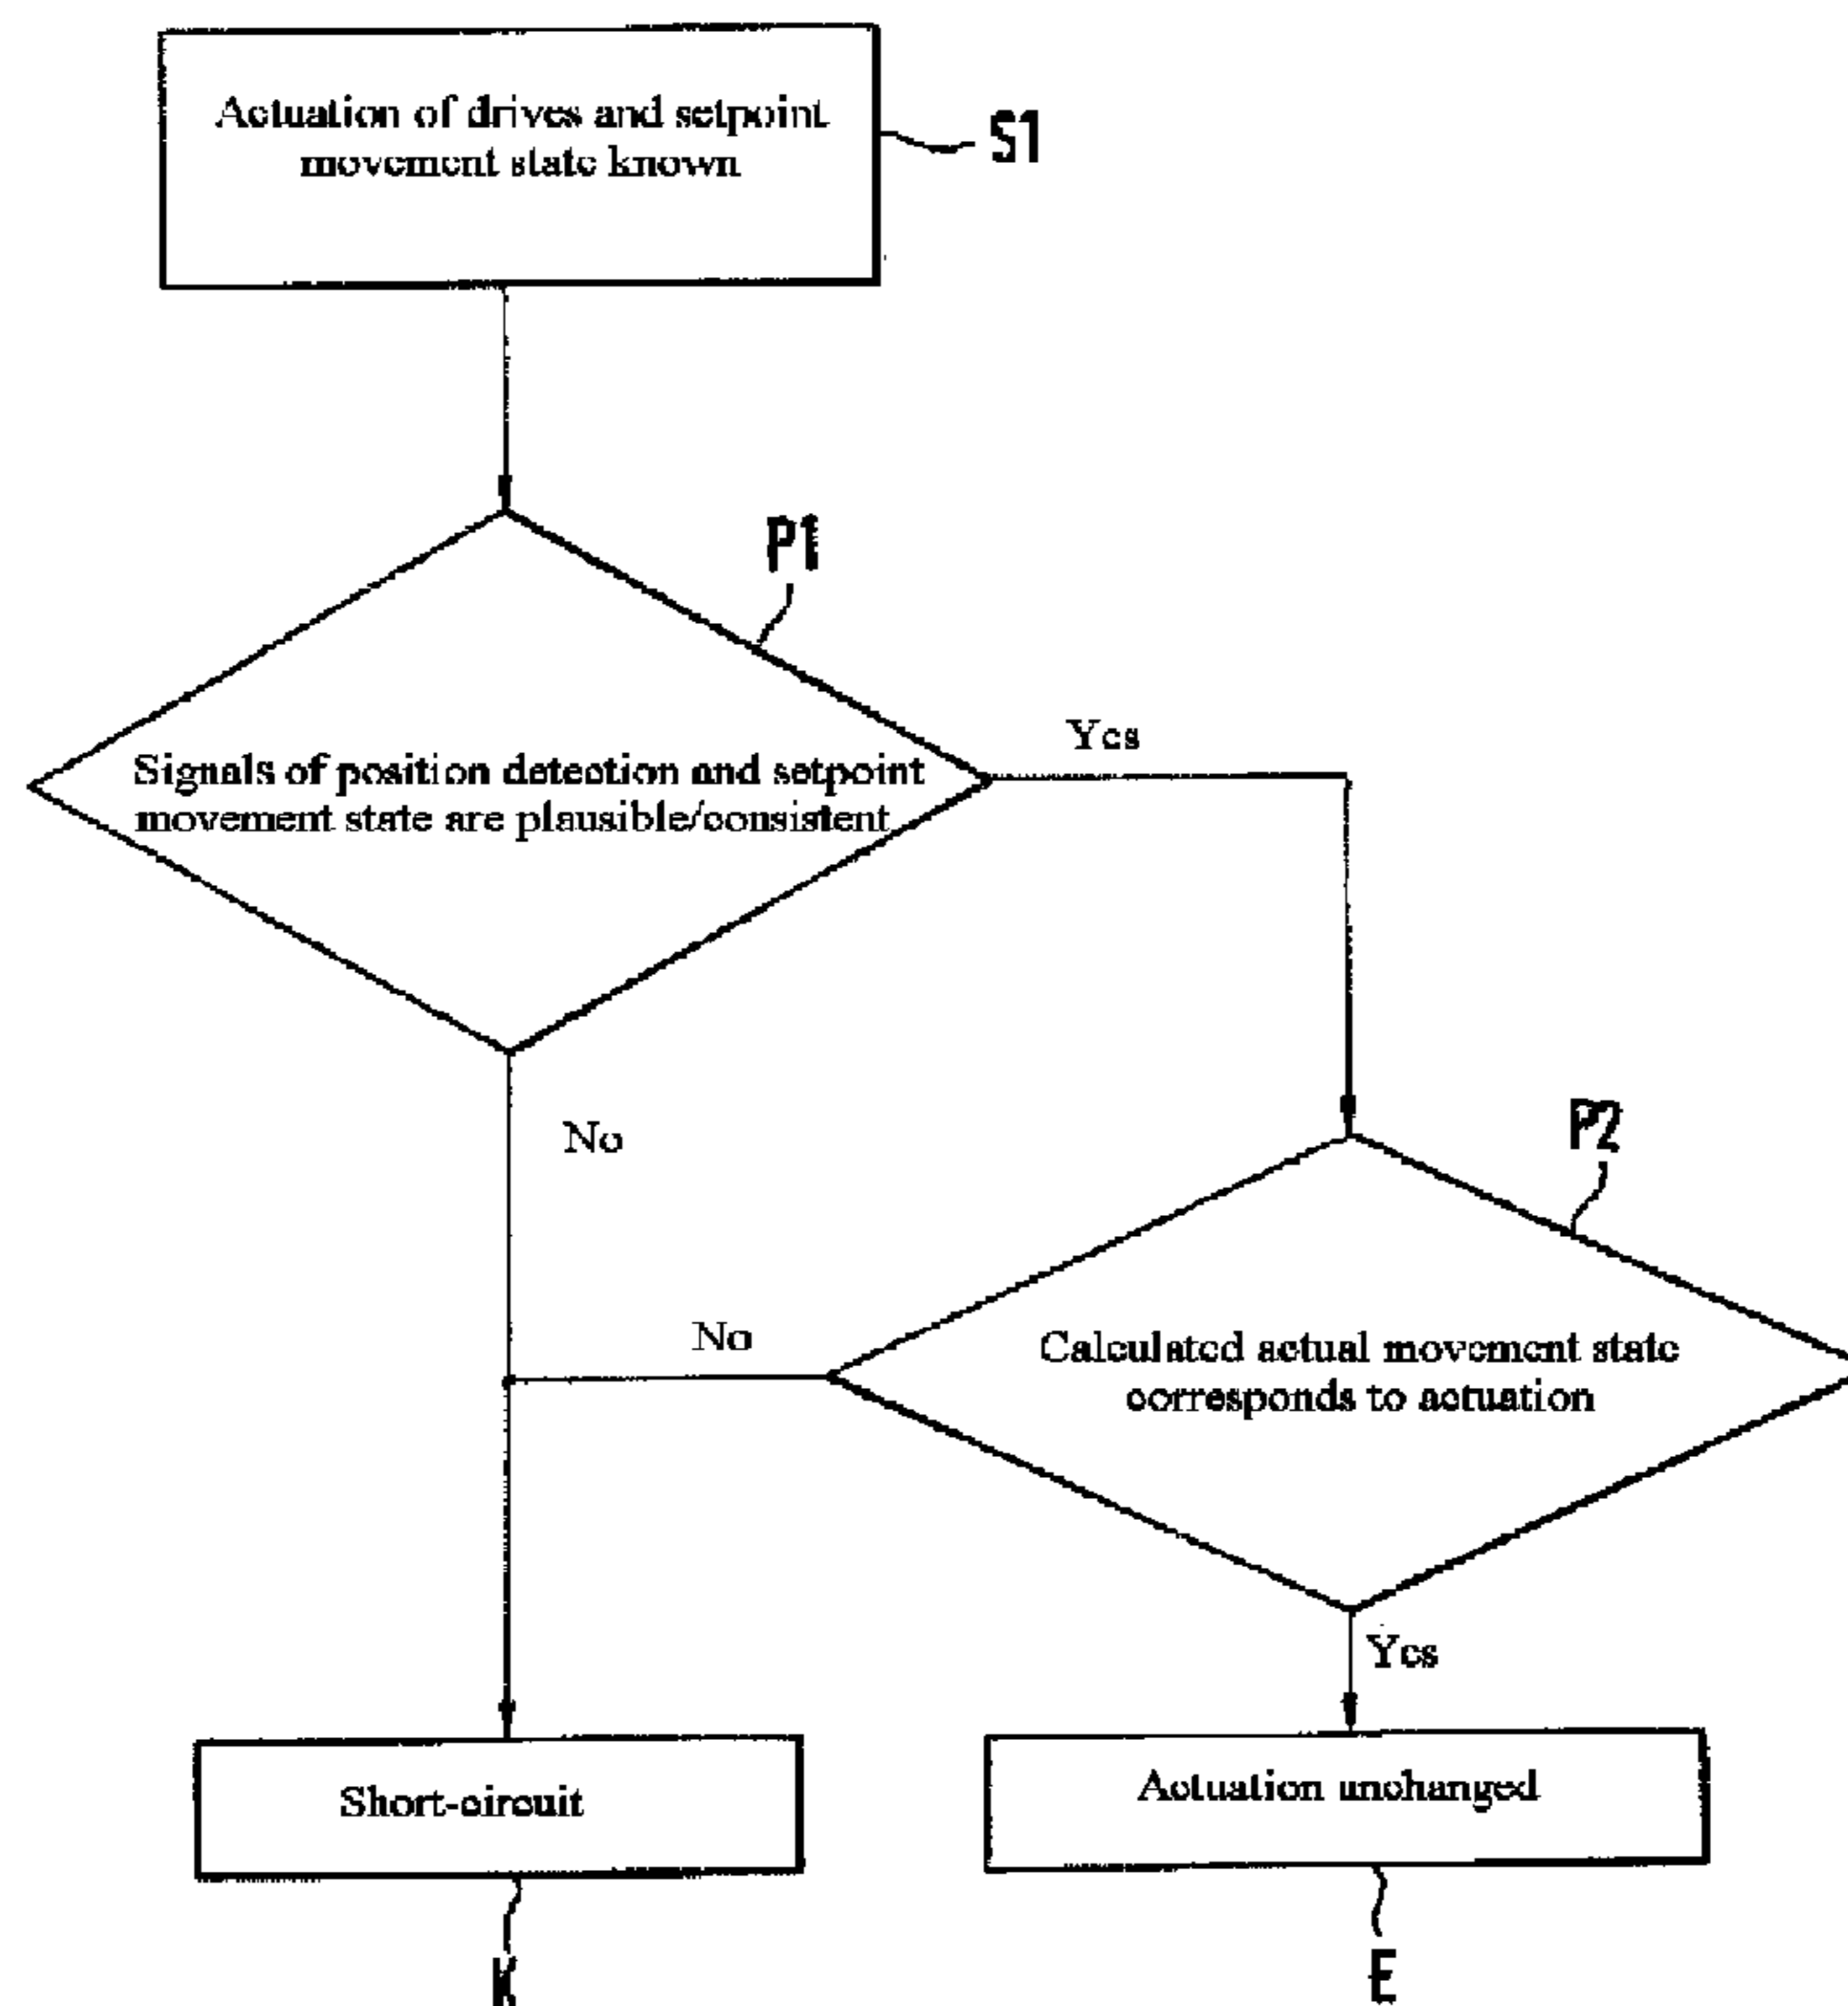 Actuation of drives and setpoint
movement state known
S1
P1
Signals of position detection and setpoint
movement state are plausible/consistent
Yes
No
P2
No
Calculated actual movement state
corresponds to actuation
Yes
Short-circuit
Actuation unchanged
K
E